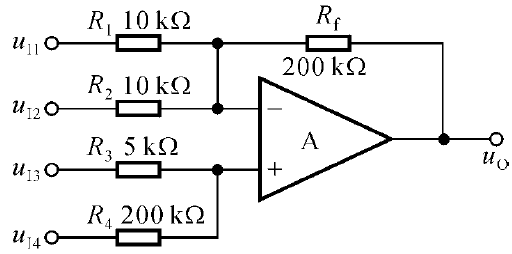 R₁ 10 kΩ
R_f
u_I1
200 kΩ
R₂ 10 kΩ
u_I2
−
A
R₃ 5 kΩ
+
u_I3
u_O
R₄ 200 kΩ
u_I4